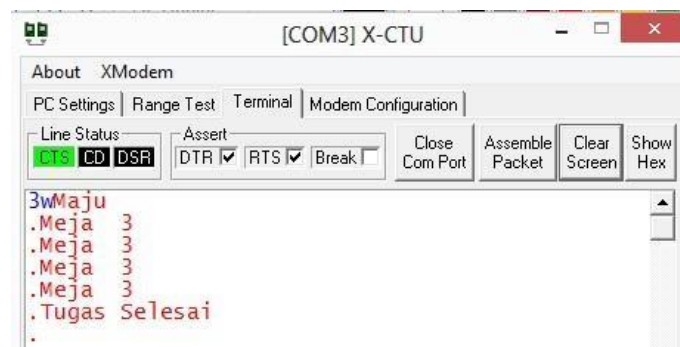 [COM3] X-CTU
About XModem
PC Settings Range Test Terminal Modem Configuration
Line Status
CTS CD DSR
Assert
DTR RTS Break
Close
Com Port
Assemble
Packet
Clear
Screen
Show
Hex
3wMaju
.Meja 3
.Meja 3
.Meja 3
.Meja 3
.Tugas Selesai
.